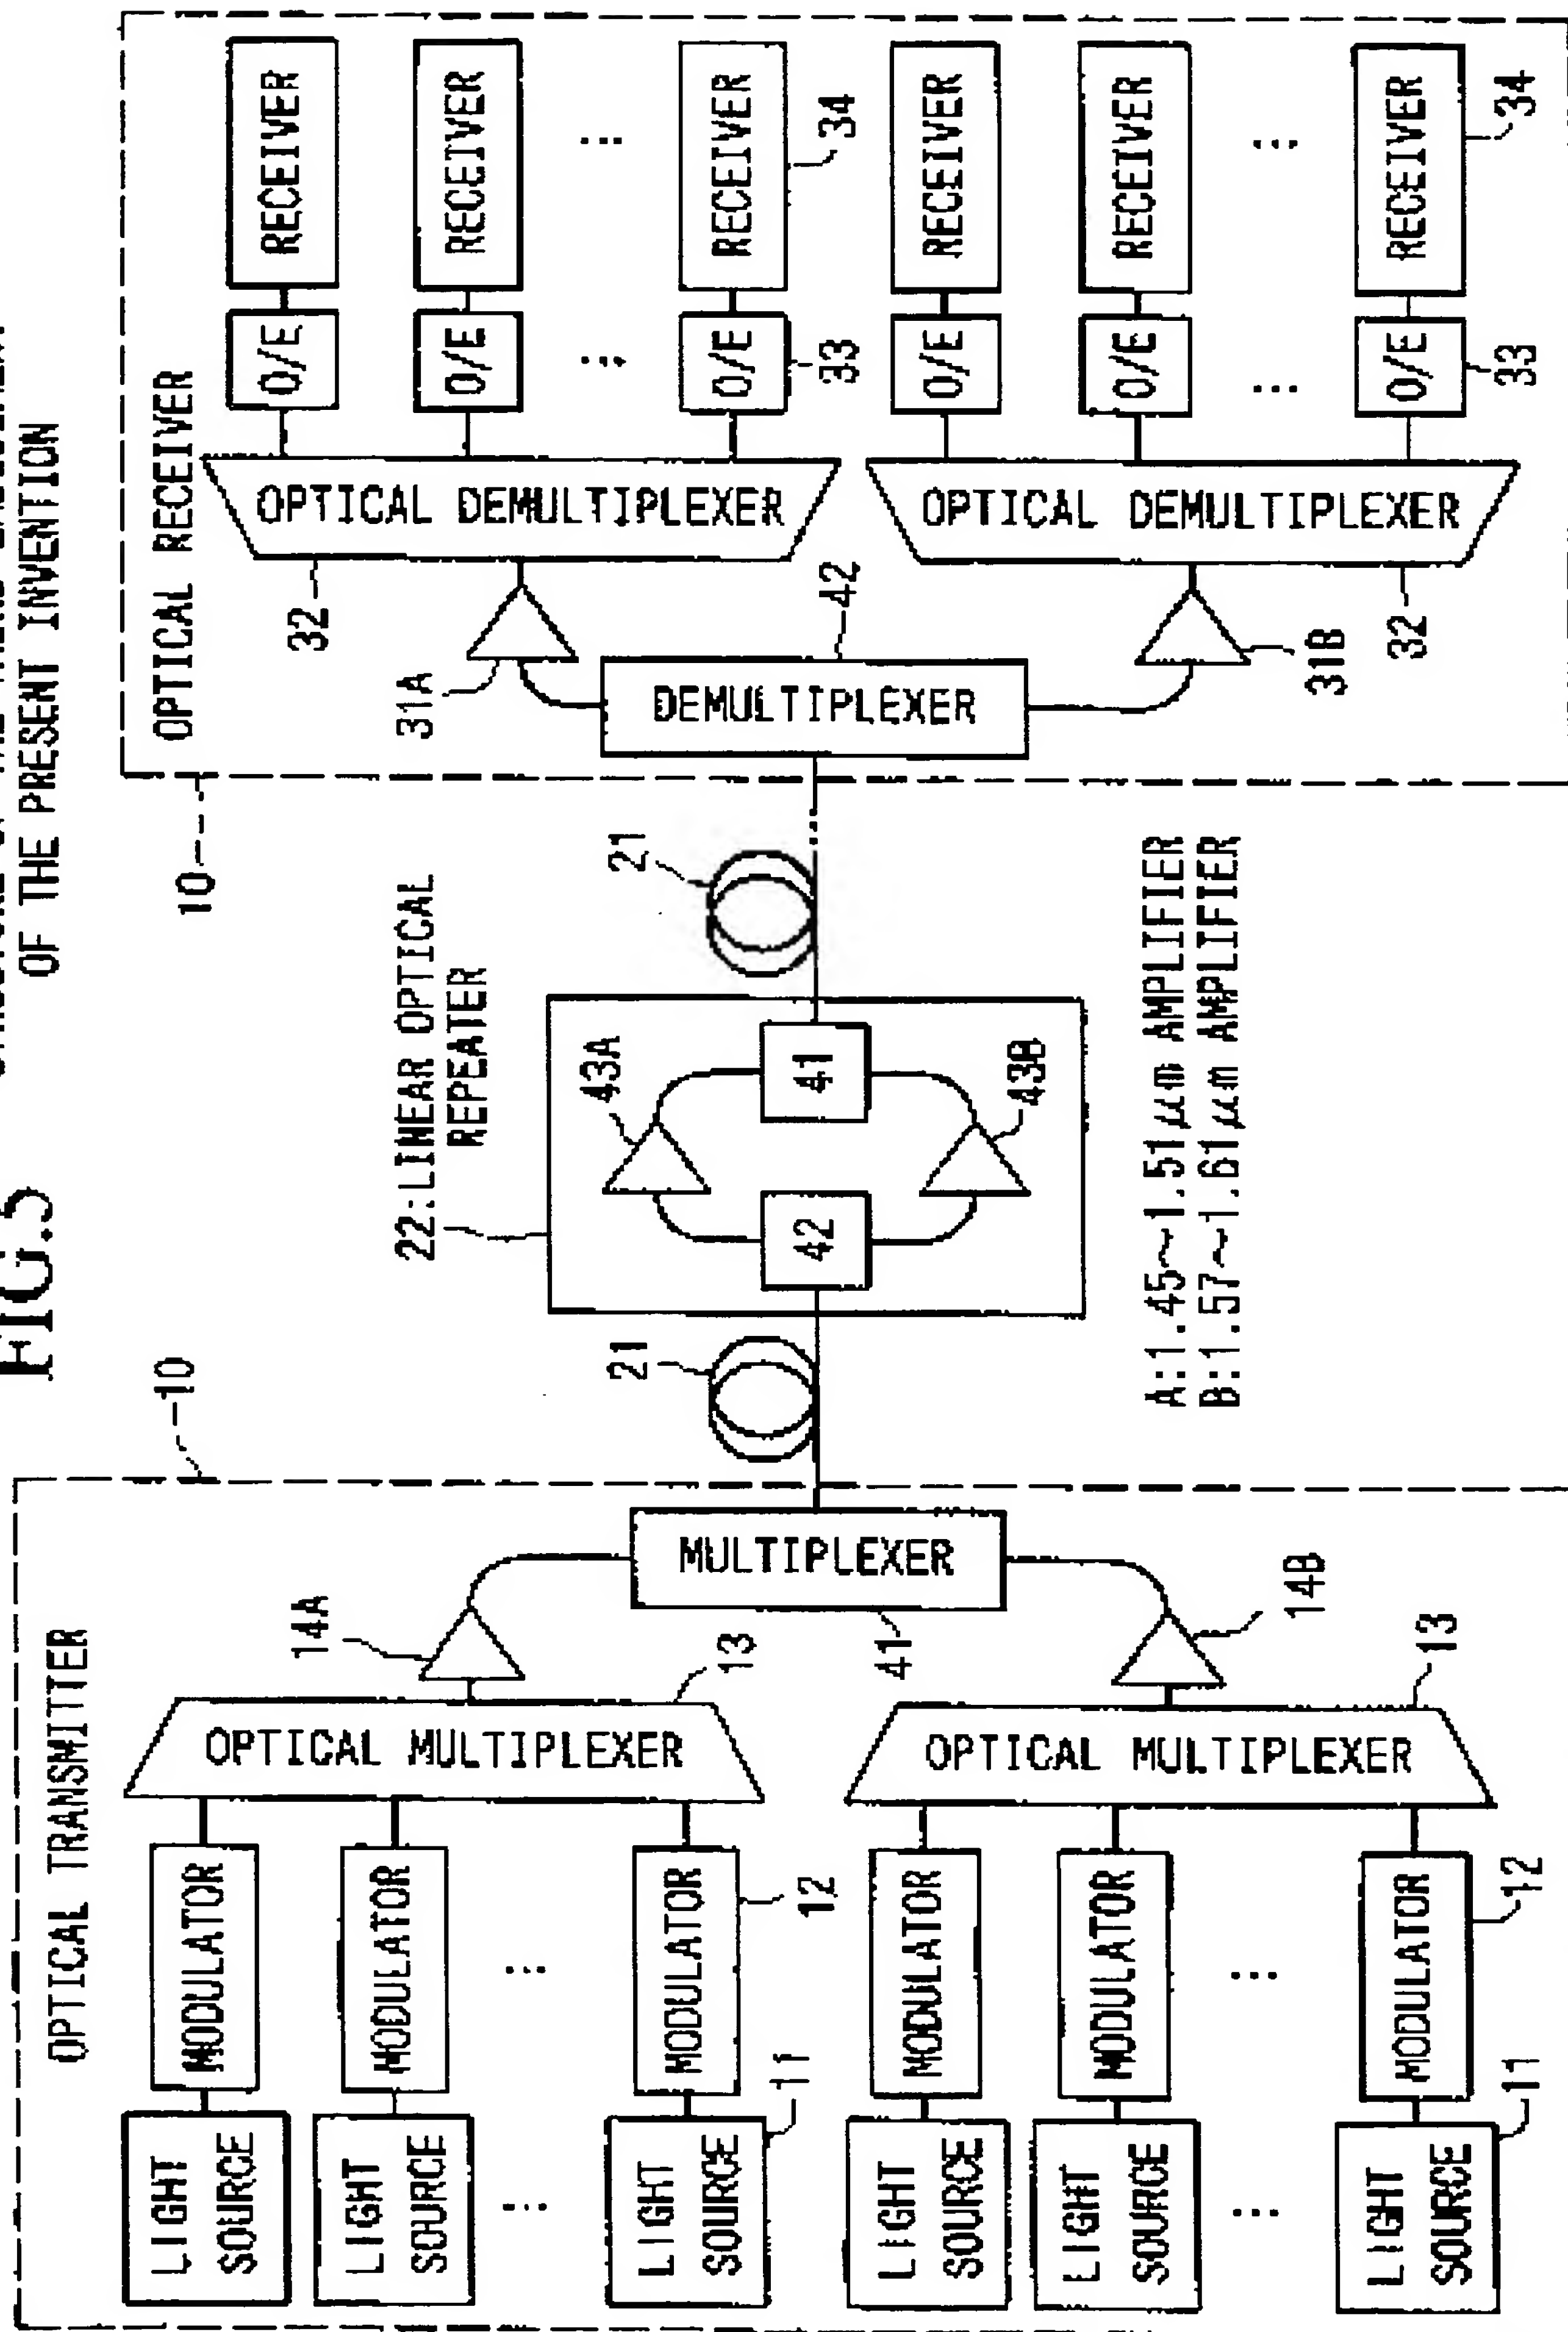 FIG.5
OF THE PRESENT INVENTION
OPTICAL TRANSMITTER
10
LIGHT
SOURCE
MODULATOR
LIGHT
SOURCE
MODULATOR
...
...
LIGHT
SOURCE
MODULATOR
11
12
OPTICAL MULTIPLEXER
13
14A
LIGHT
SOURCE
MODULATOR
LIGHT
SOURCE
MODULATOR
...
...
LIGHT
SOURCE
MODULATOR
11
12
OPTICAL MULTIPLEXER
13
14B
MULTIPLEXER
41
21
22:LINEAR OPTICAL
REPEATER
42
43A
43B
41
21
...
A:1.45~1.51μm AMPLIFIER
B:1.57~1.61μm AMPLIFIER
10
OPTICAL RECEIVER
DEMULTIPLEXER
42
31A
31B
OPTICAL DEMULTIPLEXER
32
O/E
RECEIVER
O/E
RECEIVER
...
...
O/E
RECEIVER
33
34
OPTICAL DEMULTIPLEXER
32
O/E
RECEIVER
O/E
RECEIVER
...
...
O/E
RECEIVER
33
34